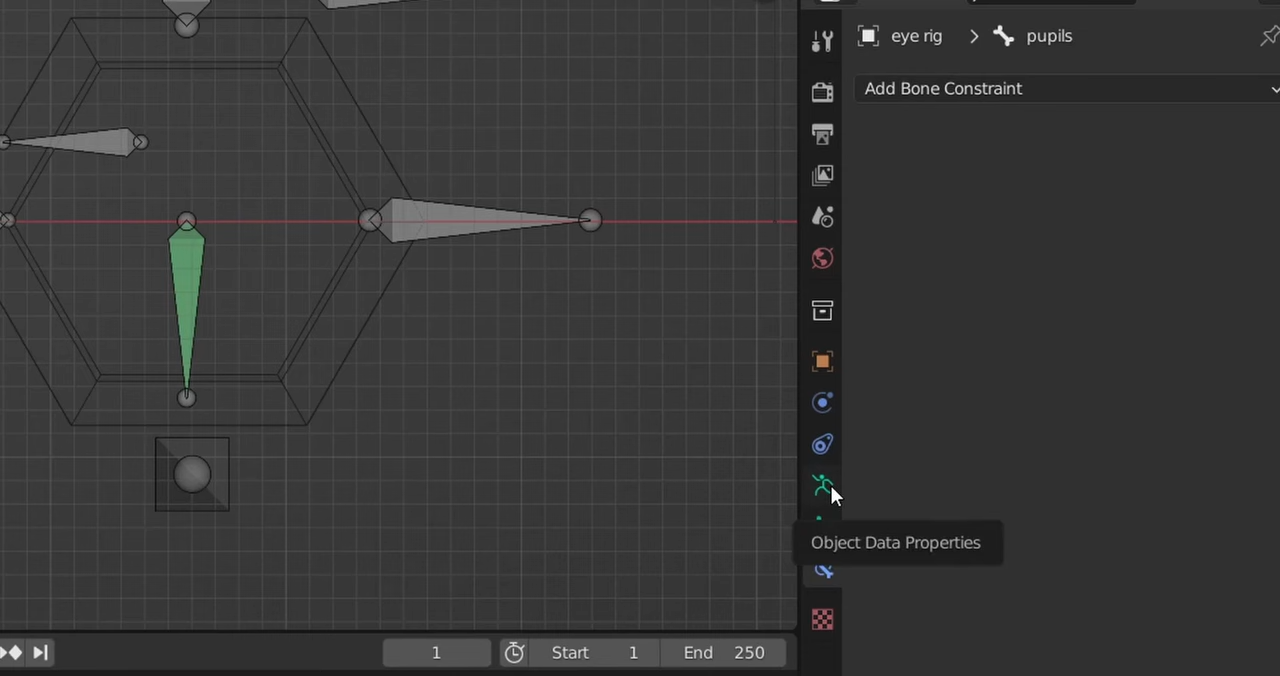 eye rig > pupils
Add Bone Constraint
Object Data Properties
1
Start 1
End 250